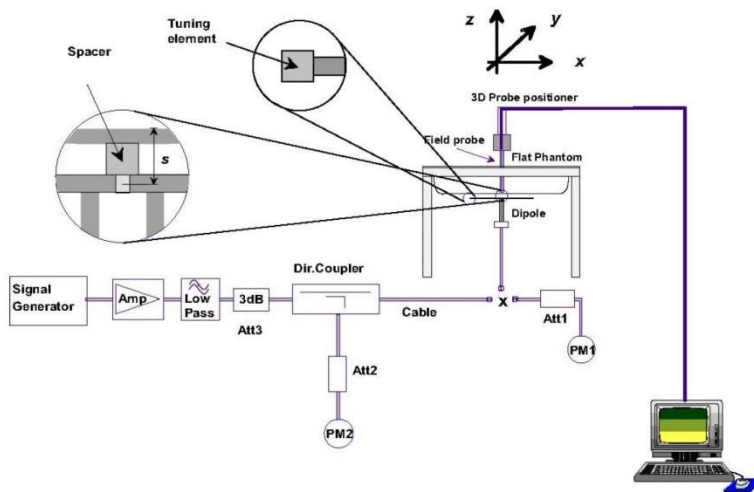 Tuning
element
Spacer
s
z
y
x
3D Probe positioner
Field probe
Flat Phantom
Dipole
Dir.Coupler
Signal
Generator
Amp
Low
Pass
3dB
Att3
Cable
x
Att1
PM1
Att2
PM2